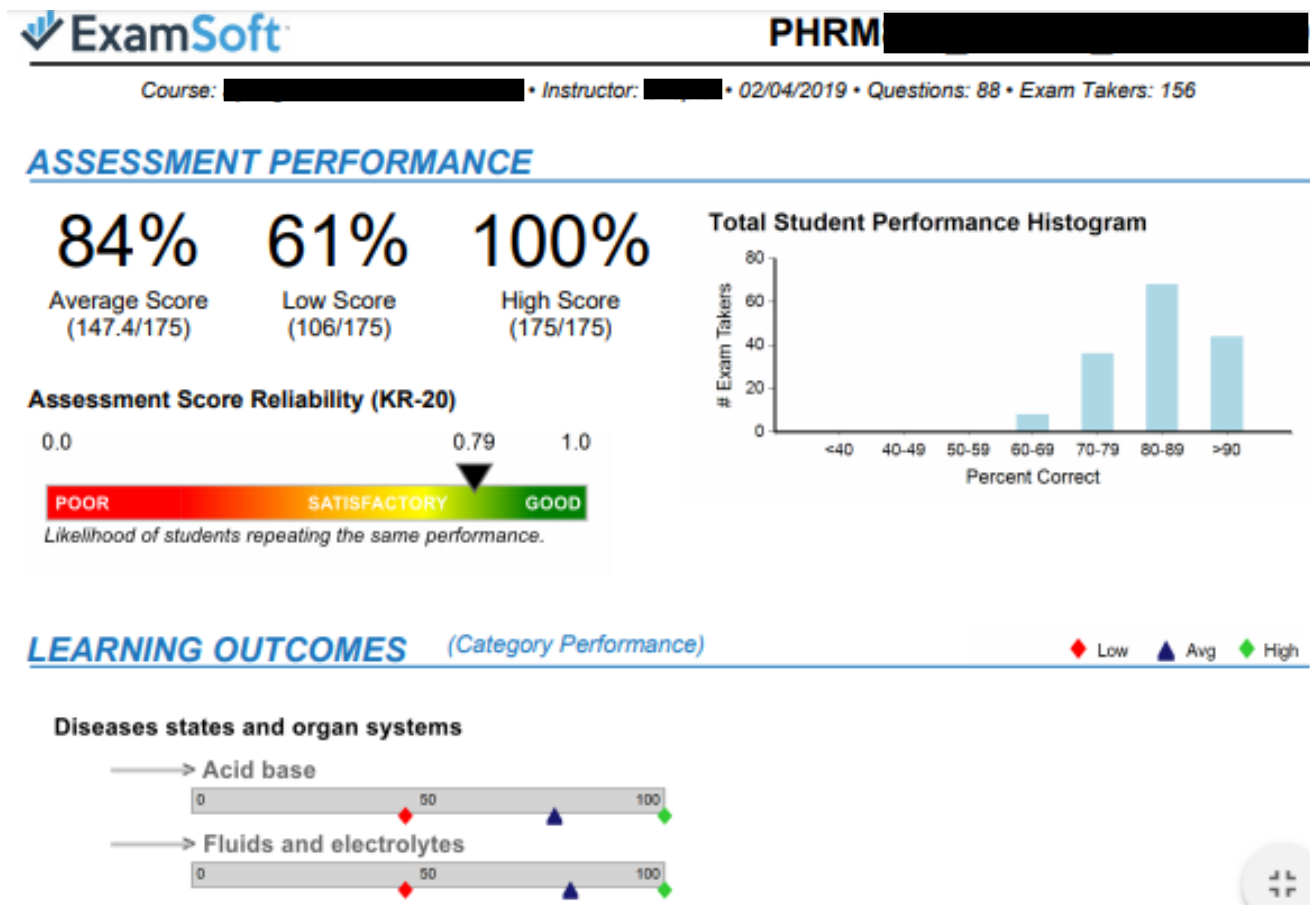 ExamSoft
PHRM
Course: • Instructor: • 02/04/2019 • Questions: 88 • Exam Takers: 156
ASSESSMENT PERFORMANCE
84% 61% 100%
Average Score Low Score High Score
(147.4/175) (106/175) (175/175)
Total Student Performance Histogram
80
60
40
20
0
# Exam Takers
<40 40-49 50-59 60-69 70-79 80-89 >90
Percent Correct
Assessment Score Reliability (KR-20)
0.0 0.79 1.0
POOR SATISFACTORY GOOD
Likelihood of students repeating the same performance.
LEARNING OUTCOMES (Category Performance) Low Avg High
Diseases states and organ systems
> Acid base
0 50 100
> Fluids and electrolytes
0 50 100